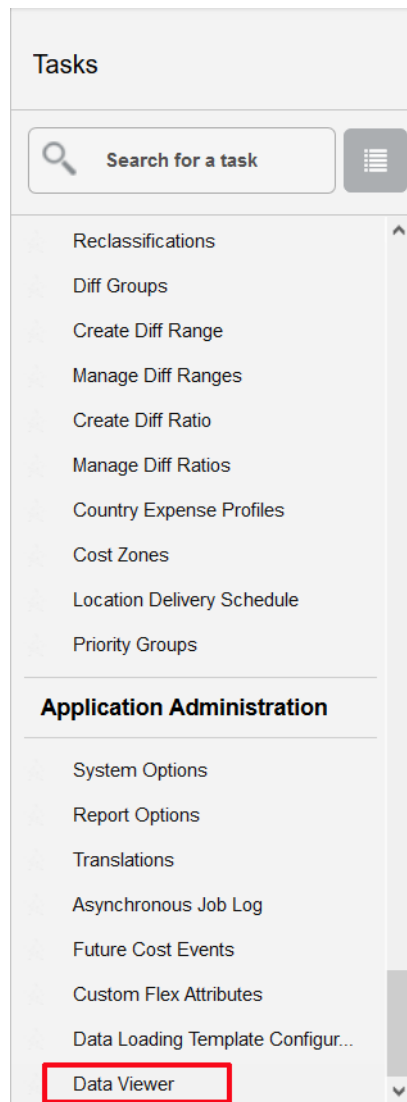 Tasks
Search for a task
Reclassifications
Diff Groups
Create Diff Range
Manage Diff Ranges
Create Diff Ratio
Manage Diff Ratios
Country Expense Profiles
Cost Zones
Location Delivery Schedule
Priority Groups
Application Administration
System Options
Report Options
Translations
Asynchronous Job Log
Future Cost Events
Custom Flex Attributes
Data Loading Template Configur...
Data Viewer